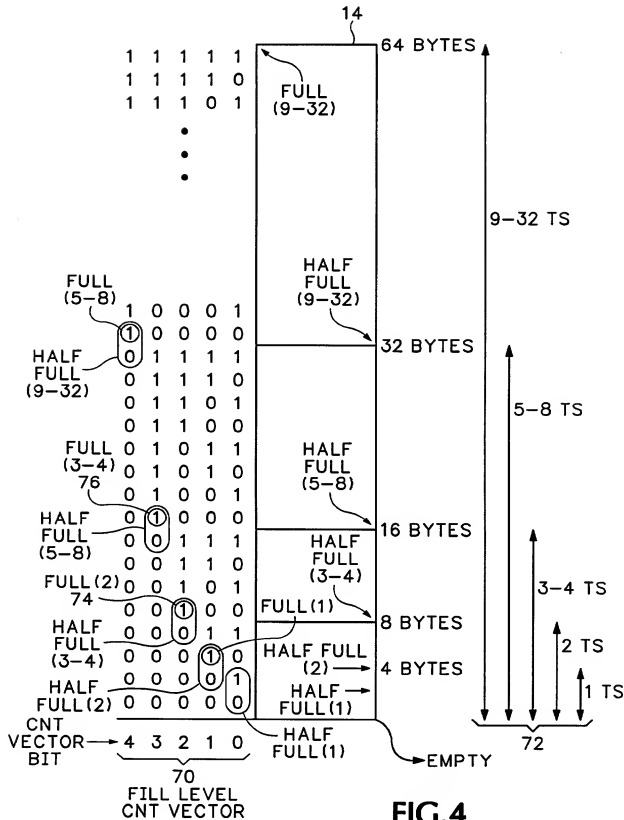 14
64 BYTES
1 1 1 1 1
1 1 1 1 0
1 1 1 0 1
FULL
(9-32)
9-32 TS
FULL
(5-8)
HALF
FULL
(9-32)
1 0 0 0 1
1 0 0 0 0
32 BYTES
HALF
FULL
(9-32)
0 1 1 1 1
0 1 1 1 0
0 1 1 0 1
5-8 TS
0 1 1 0 0
FULL
(3-4)
76
0 1 0 1 1
0 1 0 1 0
0 1 0 0 1
HALF
FULL
(5-8)
HALF
FULL
(5-8)
0 1 0 0 0
16 BYTES
0 0 1 1 1
0 0 1 1 0
HALF
FULL
(3-4)
3-4 TS
FULL(2)
74
0 0 1 0 1
0 0 1 0 0
FULL(1)
8 BYTES
HALF
FULL
(3-4)
0 0 0 1 1
2 TS
0 0 0 1 0
HALF FULL
(2)
4 BYTES
HALF
FULL(2)
0 0 0 0 1
0 0 0 0 0
HALF
FULL(1)
1 TS
CNT
VECTOR
BIT
4 3 2 1 0
HALF
FULL(1)
EMPTY
72
70
FILL LEVEL
CNT VECTOR
FIG.4